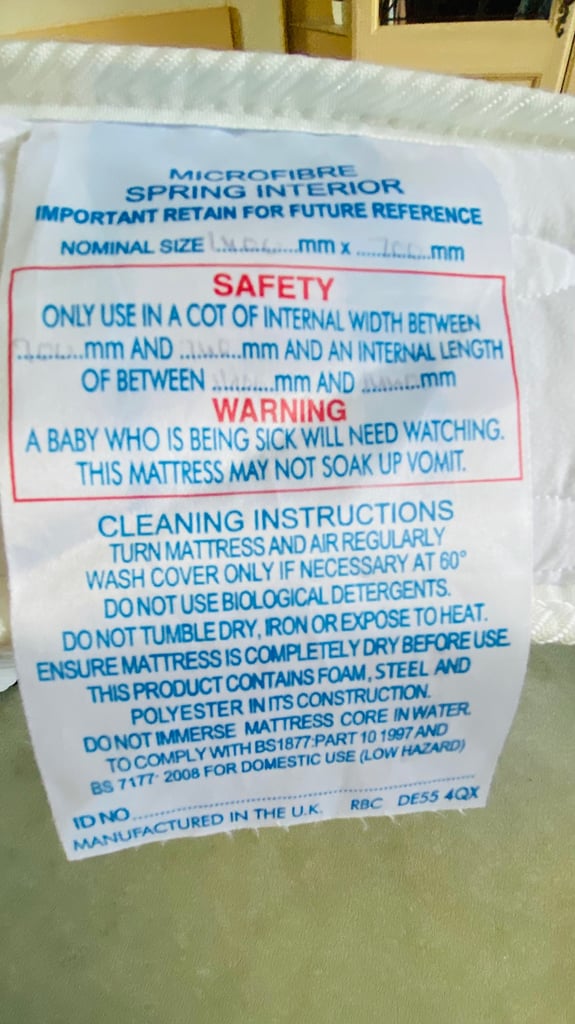 MICROFIBRE
SPRING INTERIOR
IMPORTANT RETAIN FOR FUTURE REFERENCE
NOMINAL SIZE ............mm x ............mm
SAFETY
ONLY USE IN A COT OF INTERNAL WIDTH BETWEEN
...........mm AND ...........mm AND AN INTERNAL LENGTH
OF BETWEEN ...........mm AND ...........mm
WARNING
A BABY WHO IS BEING SICK WILL NEED WATCHING.
THIS MATTRESS MAY NOT SOAK UP VOMIT.
CLEANING INSTRUCTIONS
TURN MATTRESS AND AIR REGULARLY
WASH COVER ONLY IF NECESSARY AT 60°
DO NOT USE BIOLOGICAL DETERGENTS.
DO NOT TUMBLE DRY, IRON OR EXPOSE TO HEAT.
ENSURE MATTRESS IS COMPLETELY DRY BEFORE USE.
THIS PRODUCT CONTAINS FOAM, STEEL AND
POLYESTER IN ITS CONSTRUCTION.
DO NOT IMMERSE MATTRESS CORE IN WATER.
TO COMPLY WITH BS1877:PART 10 1997 AND
BS 7177: 2008 FOR DOMESTIC USE (LOW HAZARD)
ID NO..........................................................
MANUFACTURED IN THE U.K. RBC DE55 4QX